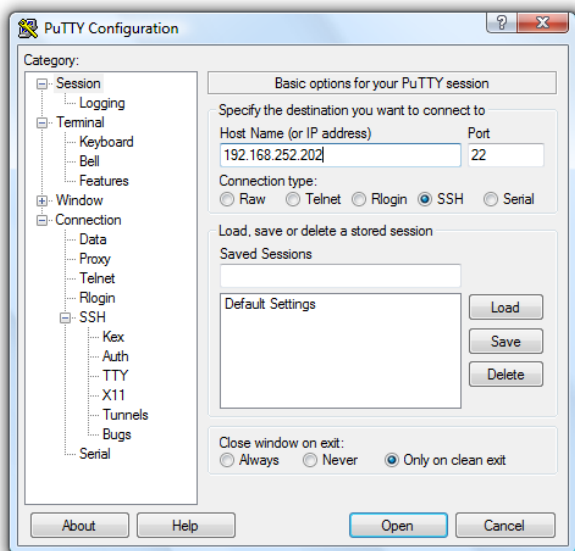 PuTTY Configuration
Category:
Session
Logging
Terminal
Keyboard
Bell
Features
Window
Connection
Data
Proxy
Telnet
Rlogin
SSH
Kex
Auth
TTY
X11
Tunnels
Bugs
Serial
Basic options for your PuTTY session
Specify the destination you want to connect to
Host Name (or IP address) Port
192.168.252.202 22
Connection type:
Raw Telnet Rlogin SSH Serial
Load, save or delete a stored session
Saved Sessions
Default Settings
Load
Save
Delete
Close window on exit:
Always Never Only on clean exit
About Help Open Cancel